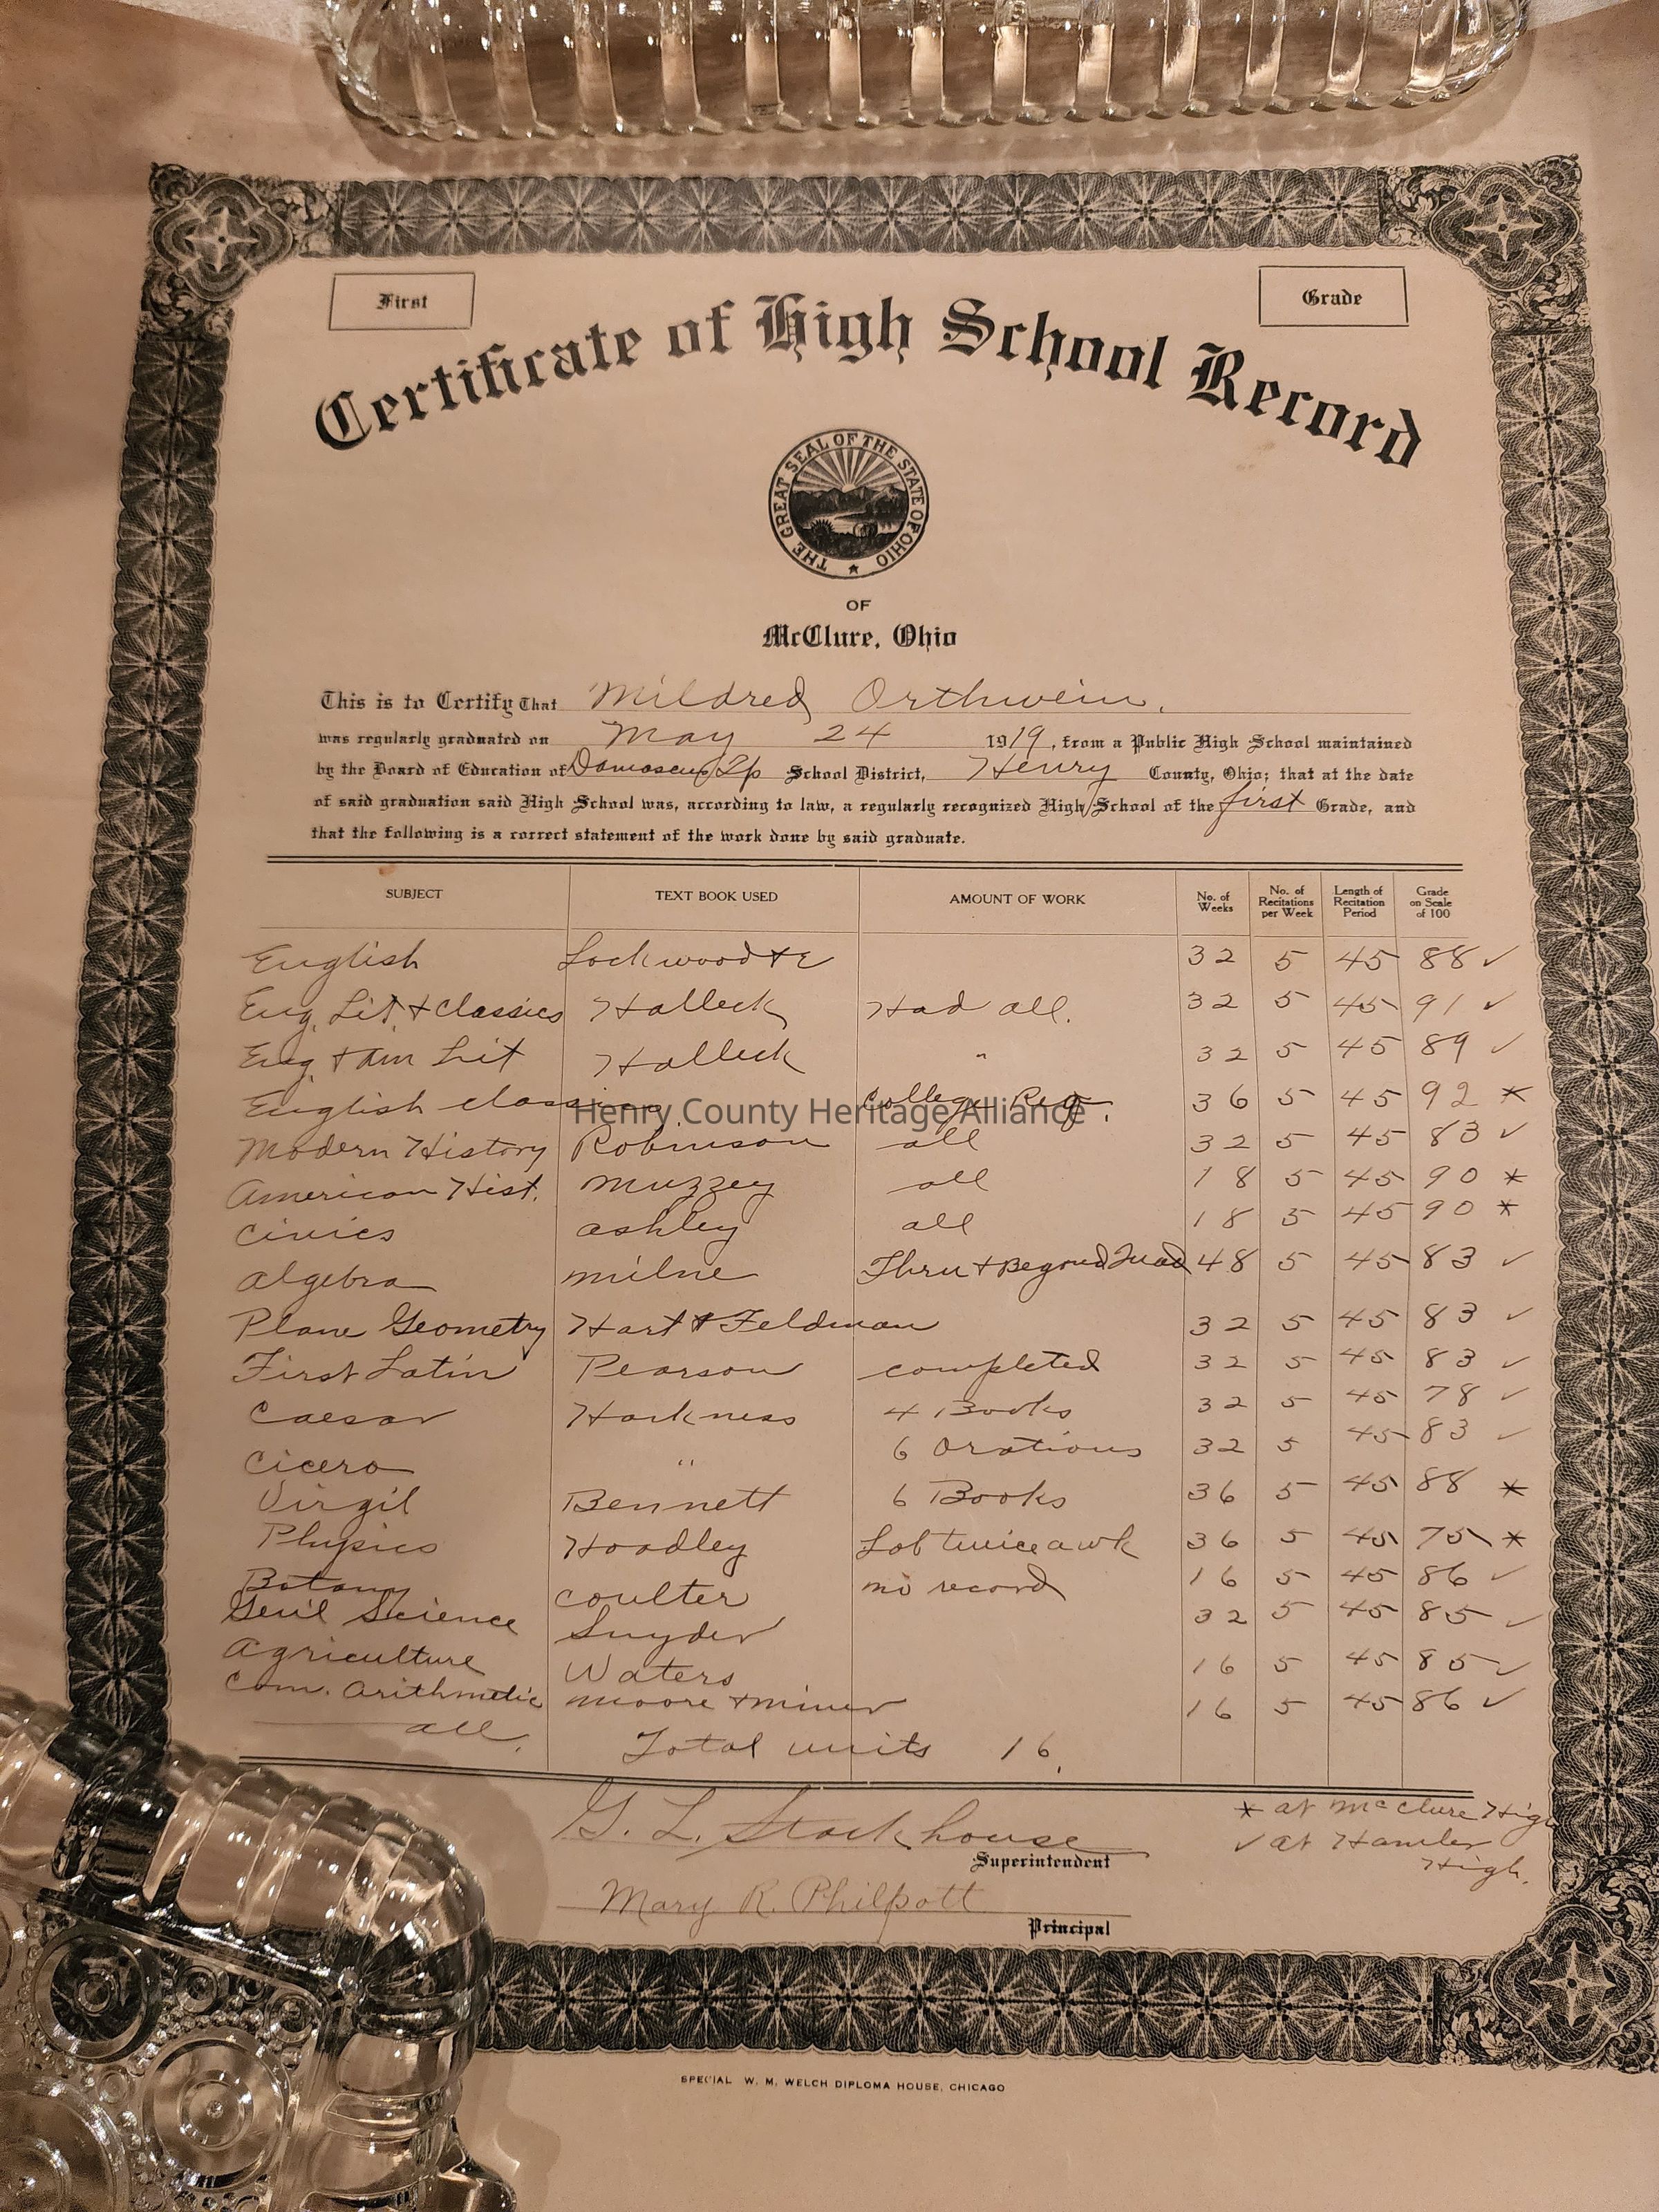 First
Grade
Certificate of High School Record
THE GREAT SEAL OF THE STATE OF OHIO
OF
McClure, Ohio
This is to Certify That Mildred Orthwein.
was regularly graduated on May 24 1919, from a Public High School maintained
by the Board of Education of Damascus Tp School District, Henry County, Ohio; that at the date
of said graduation said High School was, according to law, a regularly recognized High School of the first Grade, and
that the following is a correct statement of the work done by said graduate.
SUBJECT TEXT BOOK USED AMOUNT OF WORK No. of Weeks No. of Recitations per Week Length of Recitation Period Grade on Scale of 100
English Lockwood + E 32 5 45 88 ✓
Eng. Lit. + Classics Halleck Had all. 32 5 45 91 ✓
Eng. + Am Lit Halleck " 32 5 45 89 ✓
English classics College Req. 36 5 45 92 *
Henry County Heritage Alliance
Modern History Robinson all 32 5 45 83 ✓
American Hist. Muzzey all 18 5 45 90 *
Civics Ashley all 18 5 45 90 *
Algebra Milne Thru + Beyond Quad 48 5 45 83 ✓
Plane Geometry Hart & Feldman 32 5 45 83 ✓
First Latin Pearson completed 32 5 45 83 ✓
Caesar Harkness 4 Books 32 5 45 78 ✓
Cicero " 6 Orations 32 5 45 83 ✓
Virgil Bennett 6 Books 36 5 45 88 *
Physics Hoadley Lab twice a wk 36 5 45 75 *
Botany Coulter no record 16 5 45 86 ✓
Gen'l Science Snyder 32 5 45 85 ✓
Agriculture Waters 16 5 45 85 ✓
Com. Arithmetic Moore + Miner 16 5 45 86 ✓
all. Total units 16.
G. L. Stockhouse
Superintendent
* at McClure High
✓ at Hamler
High.
Mary R. Philpott
Principal
SPECIAL W. M. WELCH DIPLOMA HOUSE, CHICAGO